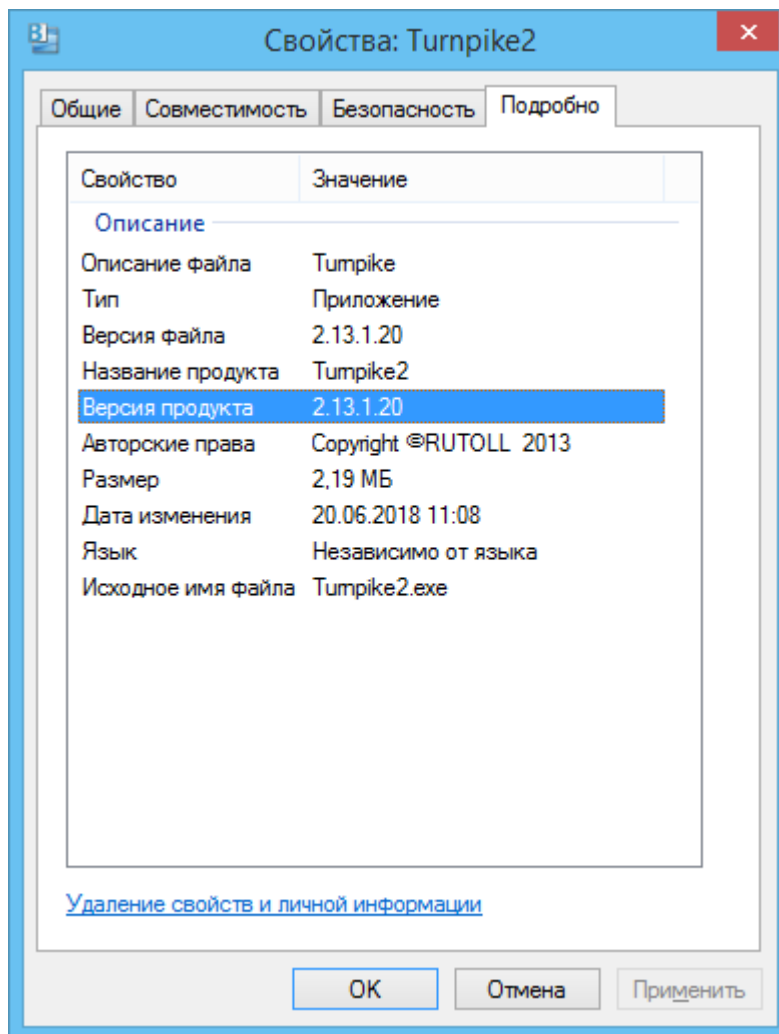 Свойства: Turnpike2
Общие Совместимость Безопасность Подробно
Свойство Значение
Описание
Описание файла Turnpike
Тип Приложение
Версия файла 2.13.1.20
Название продукта Turnpike2
Версия продукта 2.13.1.20
Авторские права Copyright ©RUTOLL 2013
Размер 2,19 МБ
Дата изменения 20.06.2018 11:08
Язык Независимо от языка
Исходное имя файла Turnpike2.exe
Удаление свойств и личной информации
OK Отмена Применить